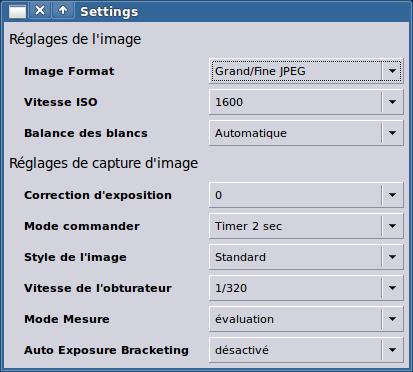 Settings
Réglages de l'image
Image Format Grand/Fine JPEG
Vitesse ISO 1600
Balance des blancs Automatique
Réglages de capture d'image
Correction d'exposition 0
Mode commander Timer 2 sec
Style de l'image Standard
Vitesse de l'obturateur 1/320
Mode Mesure évaluation
Auto Exposure Bracketing désactivé